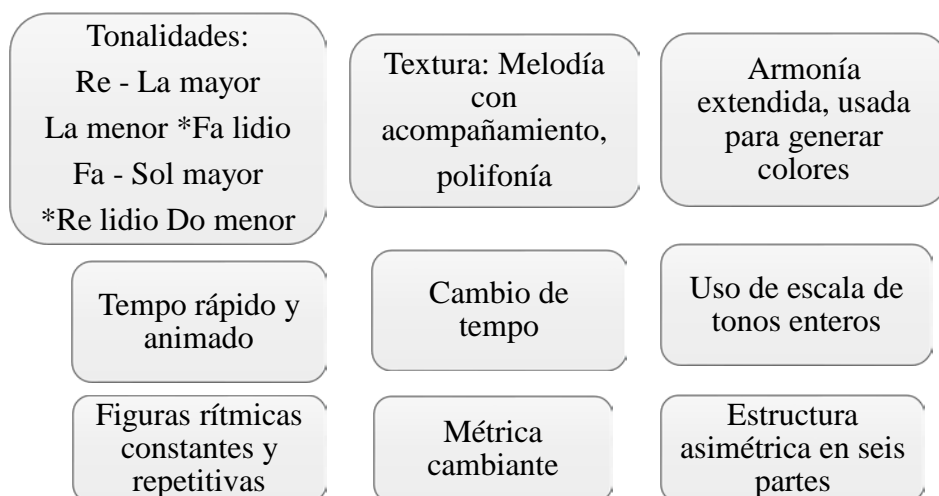 Tonalidades:
Re - La mayor
La menor *Fa lidio
Fa - Sol mayor
*Re lidio Do menor
Textura: Melodía
con
acompañamiento,
polifonía
Armonía
extendida, usada
para generar
colores
Tempo rápido y
animado
Cambio de
tempo
Uso de escala de
tonos enteros
Figuras rítmicas
constantes y
repetitivas
Métrica
cambiante
Estructura
asimétrica en seis
partes